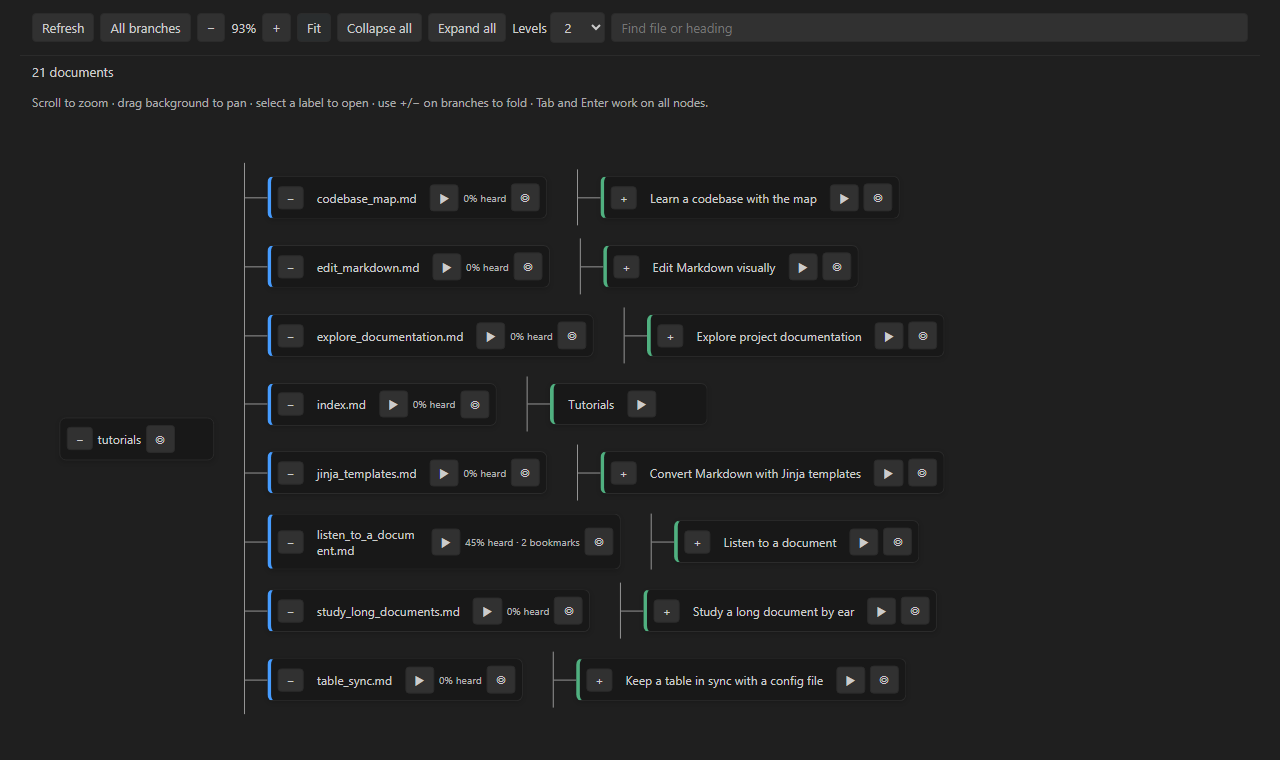 Refresh All branches − 93% + Fit Collapse all Expand all Levels 2 Find file or heading
21 documents
Scroll to zoom · drag background to pan · select a label to open · use +/− on branches to fold · Tab and Enter work on all nodes.
− codebase_map.md ▶ 0% heard ◎ + Learn a codebase with the map ▶ ◎
− edit_markdown.md ▶ 0% heard ◎ + Edit Markdown visually ▶ ◎
− explore_documentation.md ▶ 0% heard ◎ + Explore project documentation ▶ ◎
− index.md ▶ 0% heard ◎ Tutorials ▶
− tutorials ◎
− jinja_templates.md ▶ 0% heard ◎ + Convert Markdown with Jinja templates ▶ ◎
− listen_to_a_docum
ent.md ▶ 45% heard · 2 bookmarks ◎ + Listen to a document ▶ ◎
− study_long_documents.md ▶ 0% heard ◎ + Study a long document by ear ▶ ◎
− table_sync.md ▶ 0% heard ◎ + Keep a table in sync with a config file ▶ ◎